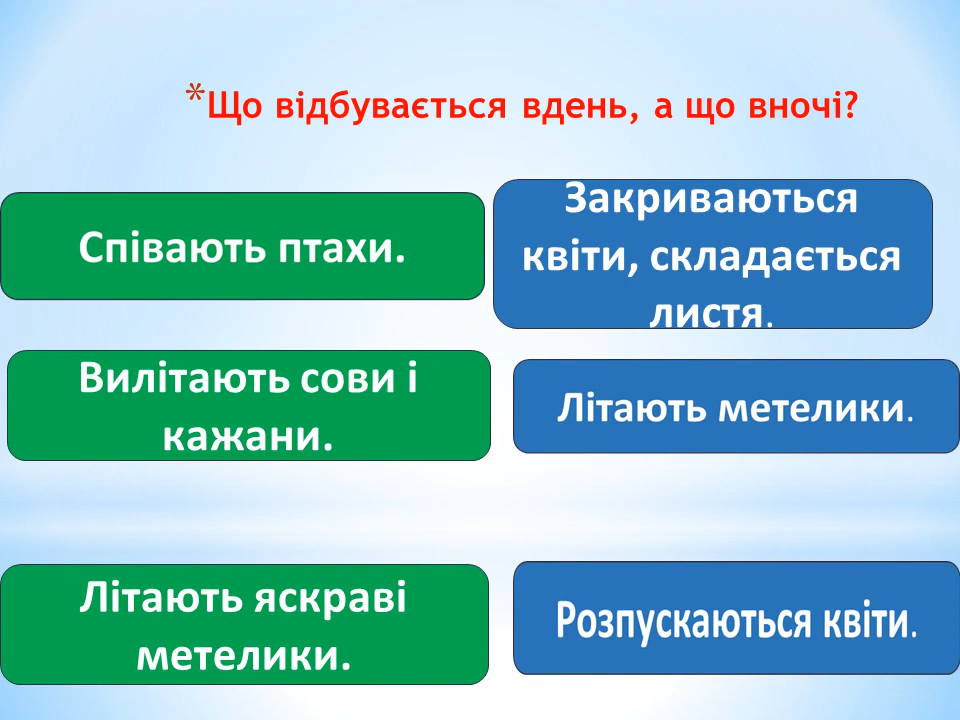 *Що відбувається вдень, а що вночі?
Співають птахи.
Закриваються
квіти, складається
листя.
Вилітають сови і
кажани.
Літають метелики.
Літають яскраві
метелики.
Розпускаються квіти.